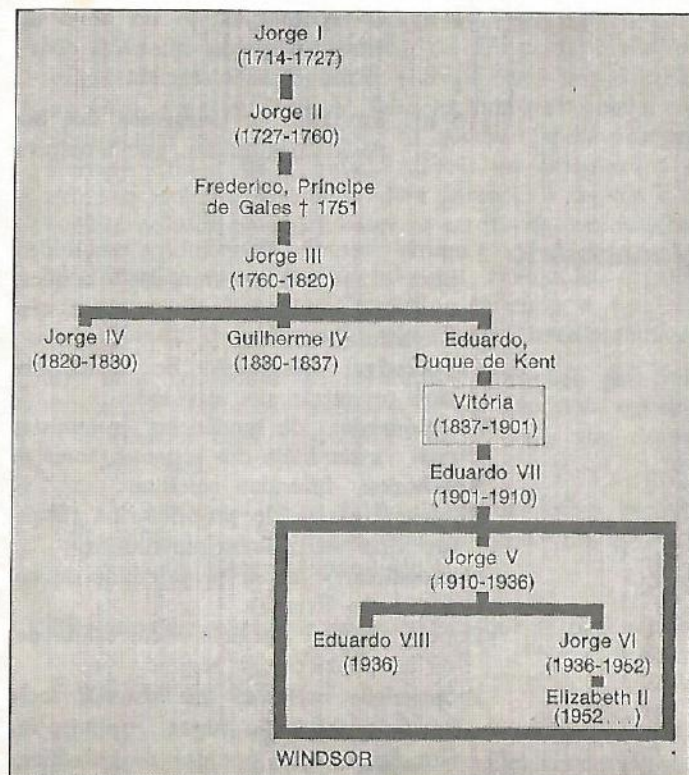 Jorge I
(1714-1727)
Jorge II
(1727-1760)
Frederico, Príncipe
de Gales † 1751
Jorge III
(1760-1820)
Jorge IV
(1820-1830)
Guilherme IV
(1830-1837)
Eduardo,
Duque de Kent
Vitória
(1837-1901)
Eduardo VII
(1901-1910)
Jorge V
(1910-1936)
Eduardo VIII
(1936)
Jorge VI
(1936-1952)
Elizabeth II
(1952...)
WINDSOR